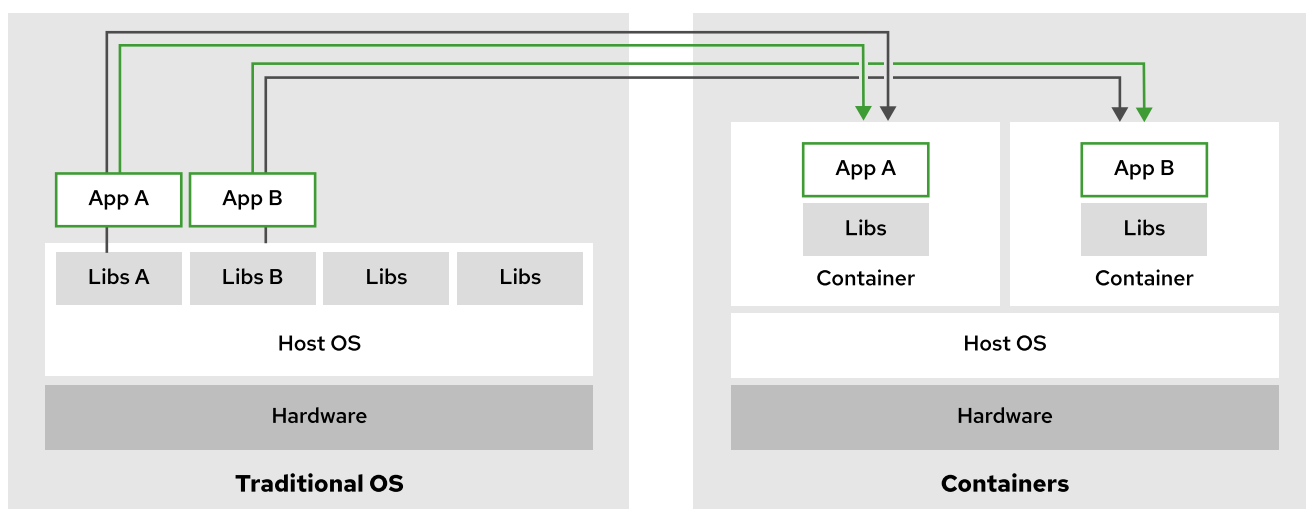 App A
App B
Libs A
Libs B
Libs
Libs
Host OS
Hardware
Traditional OS
App A
Libs
Container
App B
Libs
Container
Host OS
Hardware
Containers